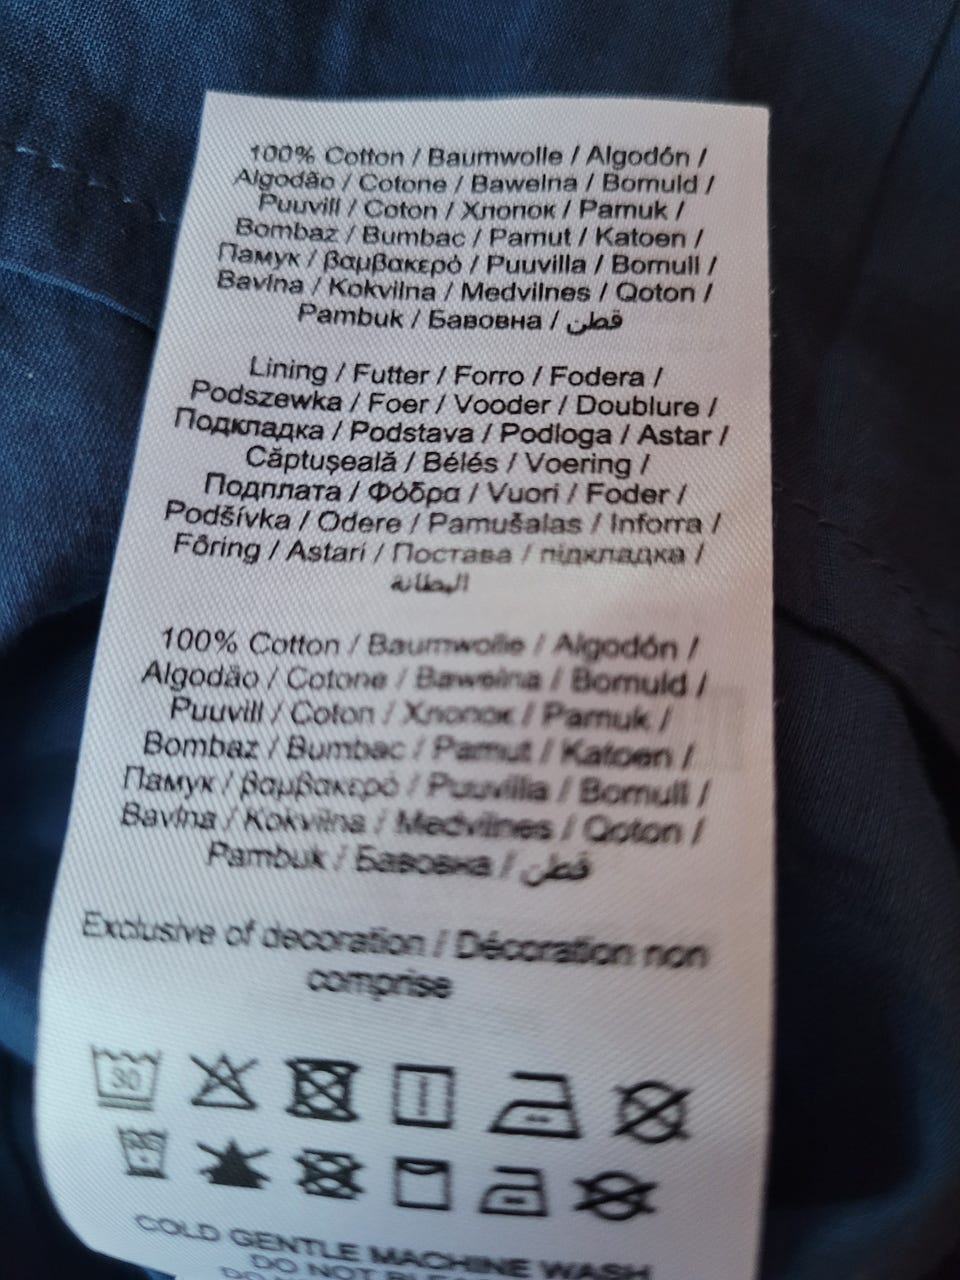 100% Cotton / Baumwolle / Algodón /
Algodão / Cotone / Bawełna / Bomuld /
Puuvill / Coton / Хлопок / Pamuk /
Bombaz / Bumbac / Pamut / Katoen /
Памук / βαμβακερό / Puuvilla / Bomull /
Bavlna / Kokvilna / Medvilnes / Qoton /
Pambuk / Бавовна / قطن
Lining / Futter / Forro / Fodera /
Podszewka / Foer / Vooder / Doublure /
Подкладка / Podstava / Podloga / Astar /
Căptuşeală / Bélés / Voering /
Подплата / Φόδρα / Vuori / Foder /
Podšívka / Odere / Pamušalas / Inforra /
Fôring / Astari / Постава / підкладка /
البطانة
100% Cotton / Baumwolle / Algodón /
Algodão / Cotone / Bawełna / Bomuld /
Puuvill / Coton / Хлопок / Pamuk /
Bombaz / Bumbac / Pamut / Katoen /
Памук / βαμβακερό / Puuvilla / Bomull /
Bavlna / Kokvilna / Medvilnes / Qoton /
Pambuk / Бавовна / قطن
Exclusive of decoration / Décoration non
comprise
30
COLD GENTLE MACHINE WASH
DO NOT